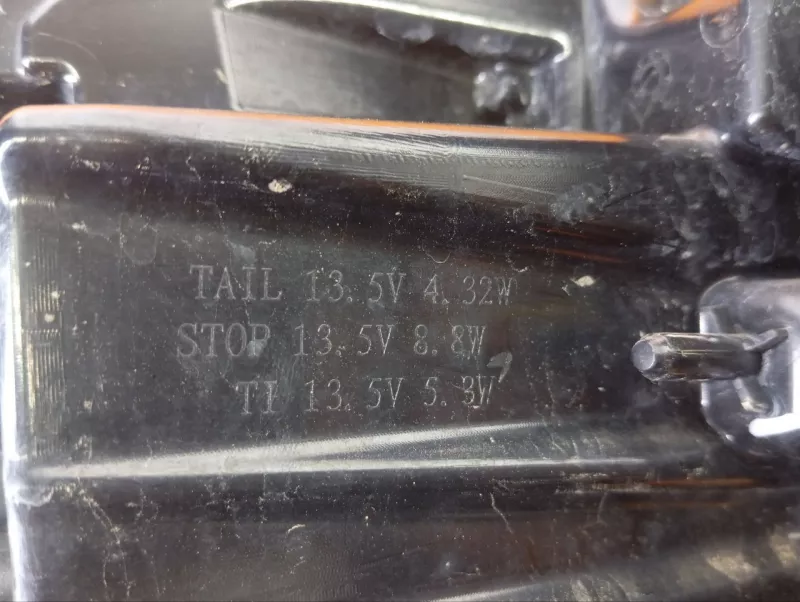 TAIL 13.5V 4.32W
STOP 13.5V 8.8W
TI 13.5V 5.3W